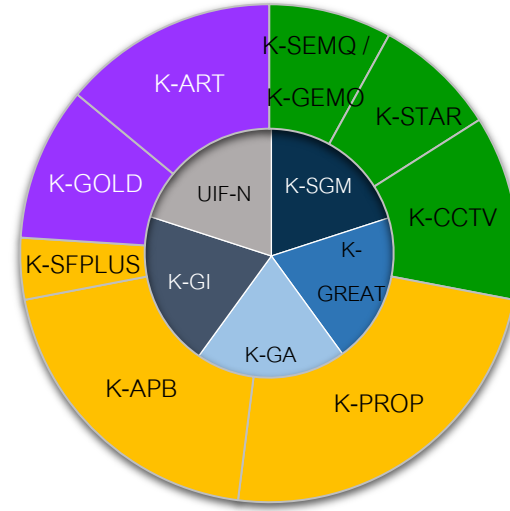 K-SEMQ /
K-GEMO
K-STAR
K-CCTV
K-PROP
K-APB
K-SFPLUS
K-GOLD
K-ART
K-SGM
K-
GREAT
K-GA
K-GI
UIF-N